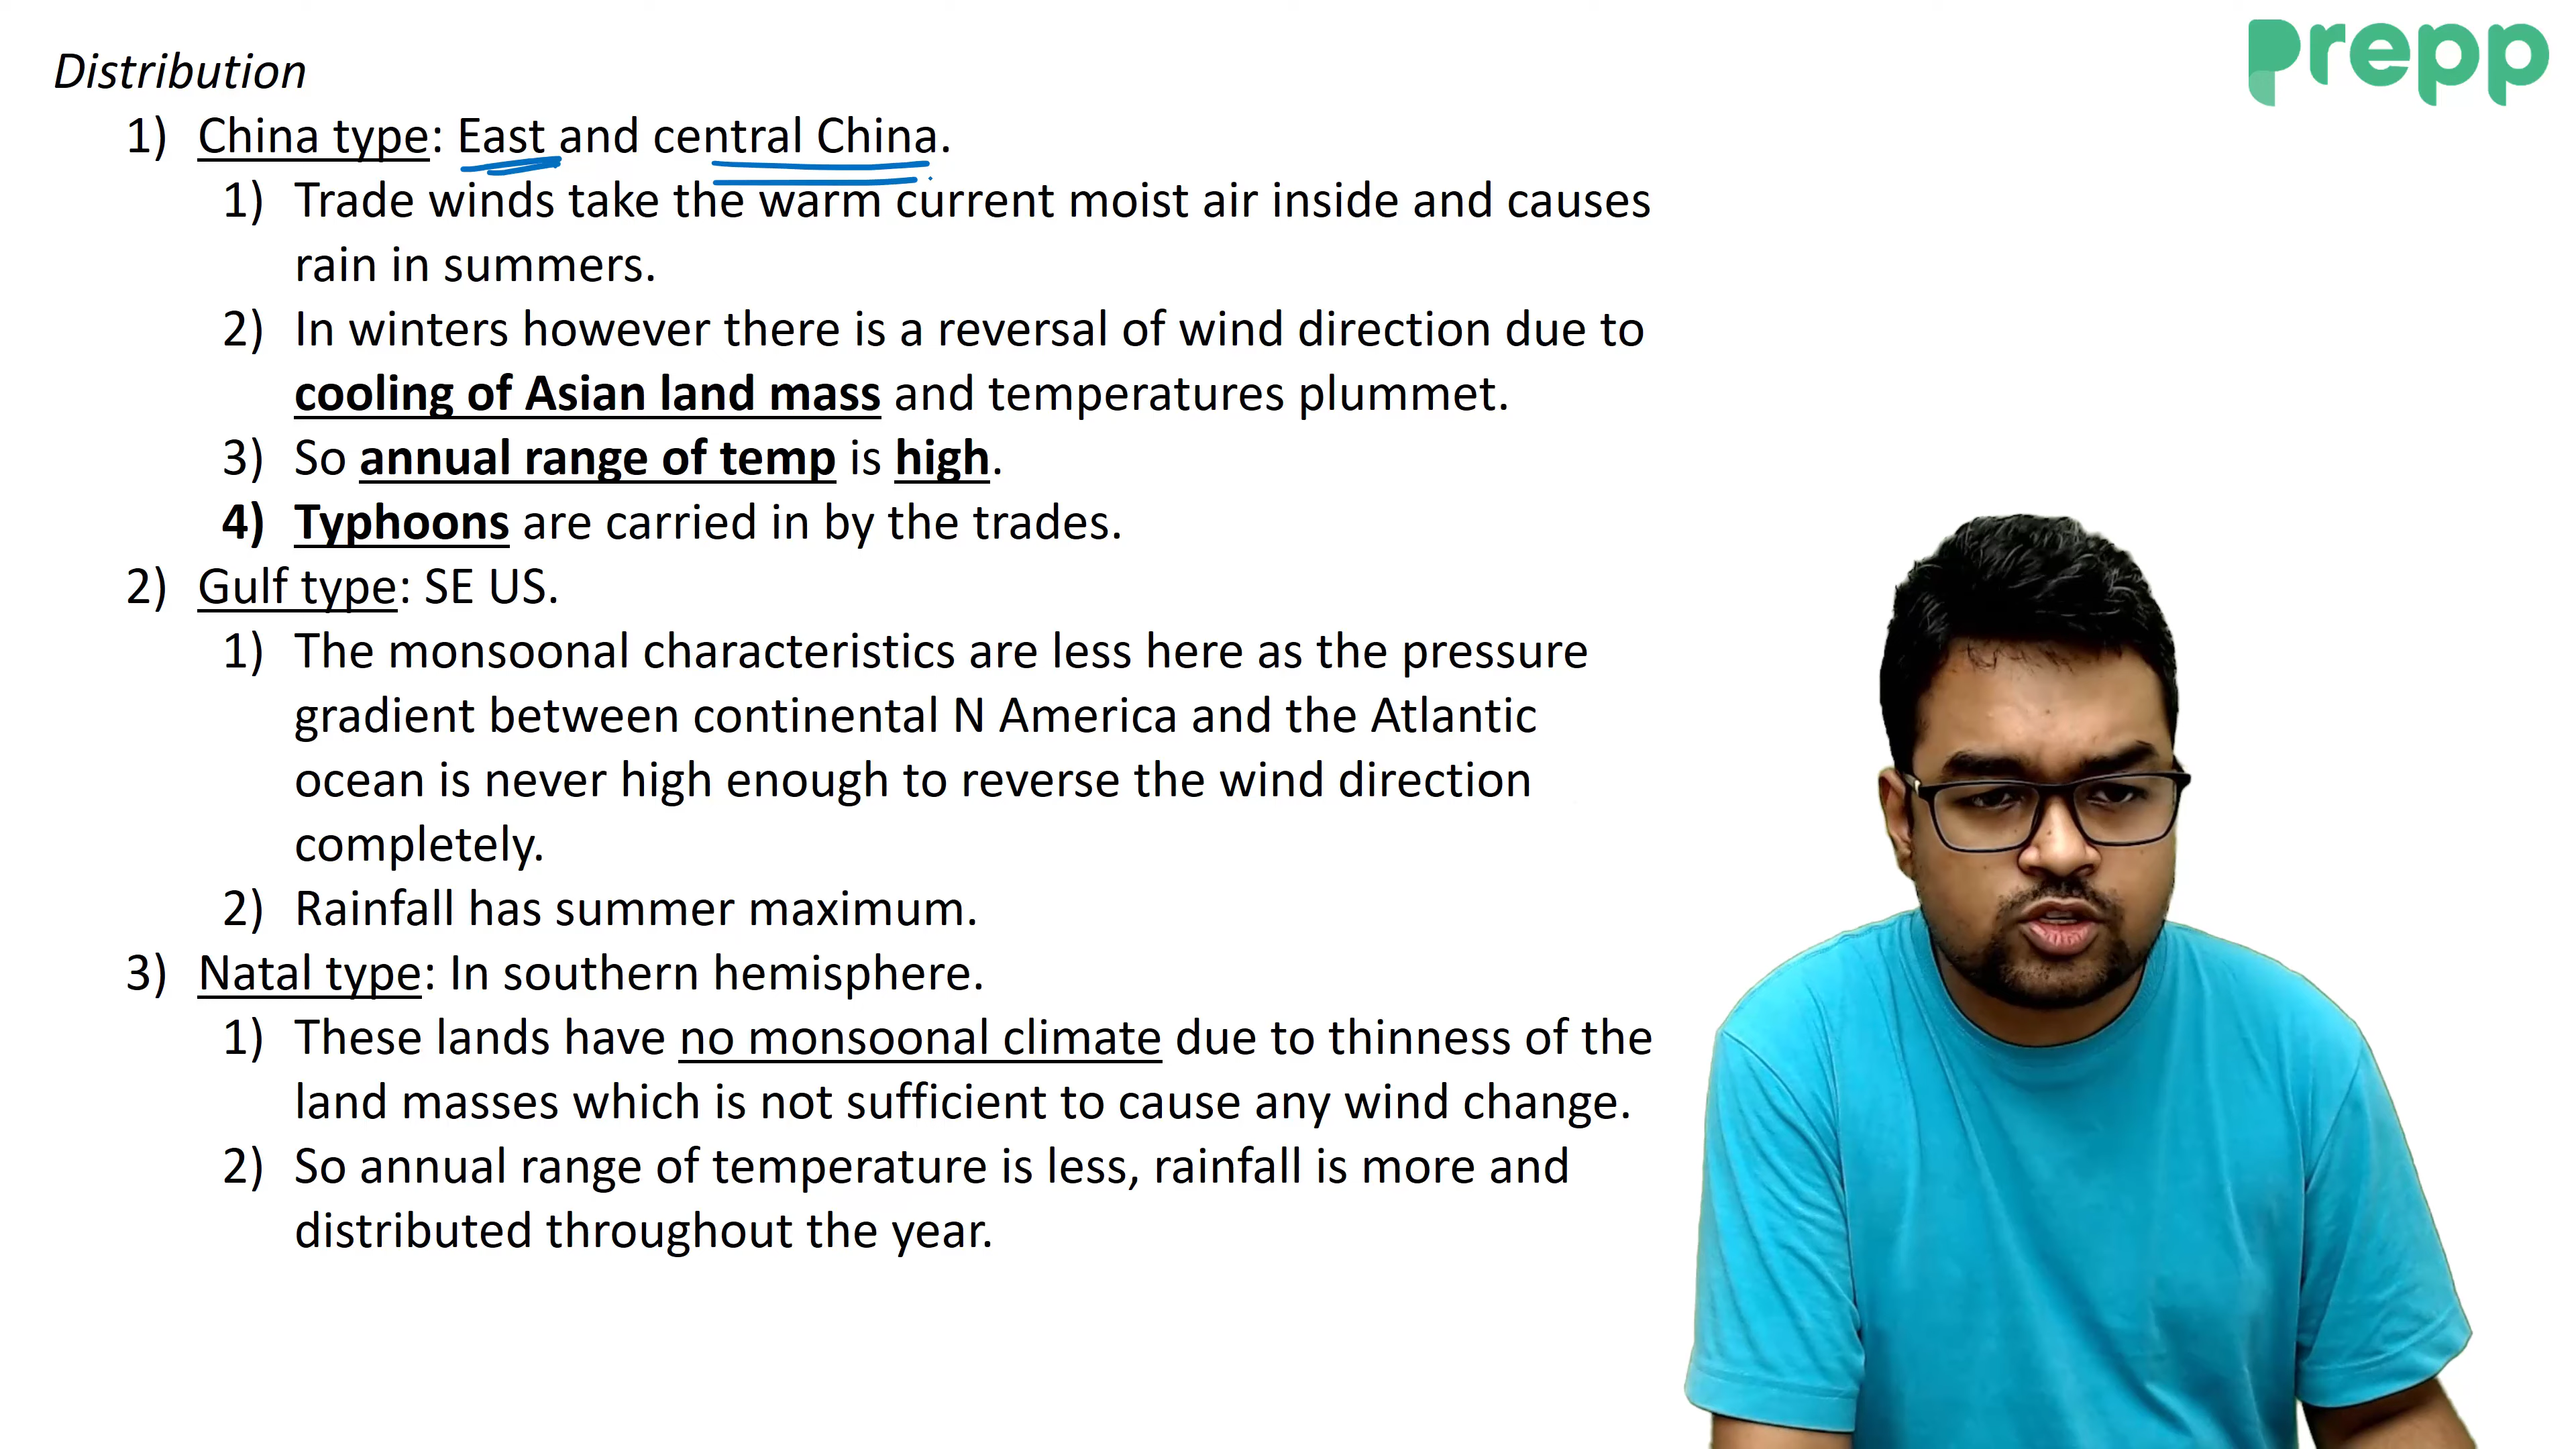 prepp
Distribution
1) China type: East and central China.
1) Trade winds take the warm current moist air inside and causes
rain in summers.
2) In winters however there is a reversal of wind direction due to
cooling of Asian land mass and temperatures plummet.
3) So annual range of temp is high.
4) Typhoons are carried in by the trades.
2) Gulf type: SE US.
1) The monsoonal characteristics are less here as the pressure
gradient between continental N America and the Atlantic
ocean is never high enough to reverse the wind direction
completely.
2) Rainfall has summer maximum.
3) Natal type: In southern hemisphere.
1) These lands have no monsoonal climate due to thinness of the
land masses which is not sufficient to cause any wind change.
2) So annual range of temperature is less, rainfall is more and
distributed throughout the year.